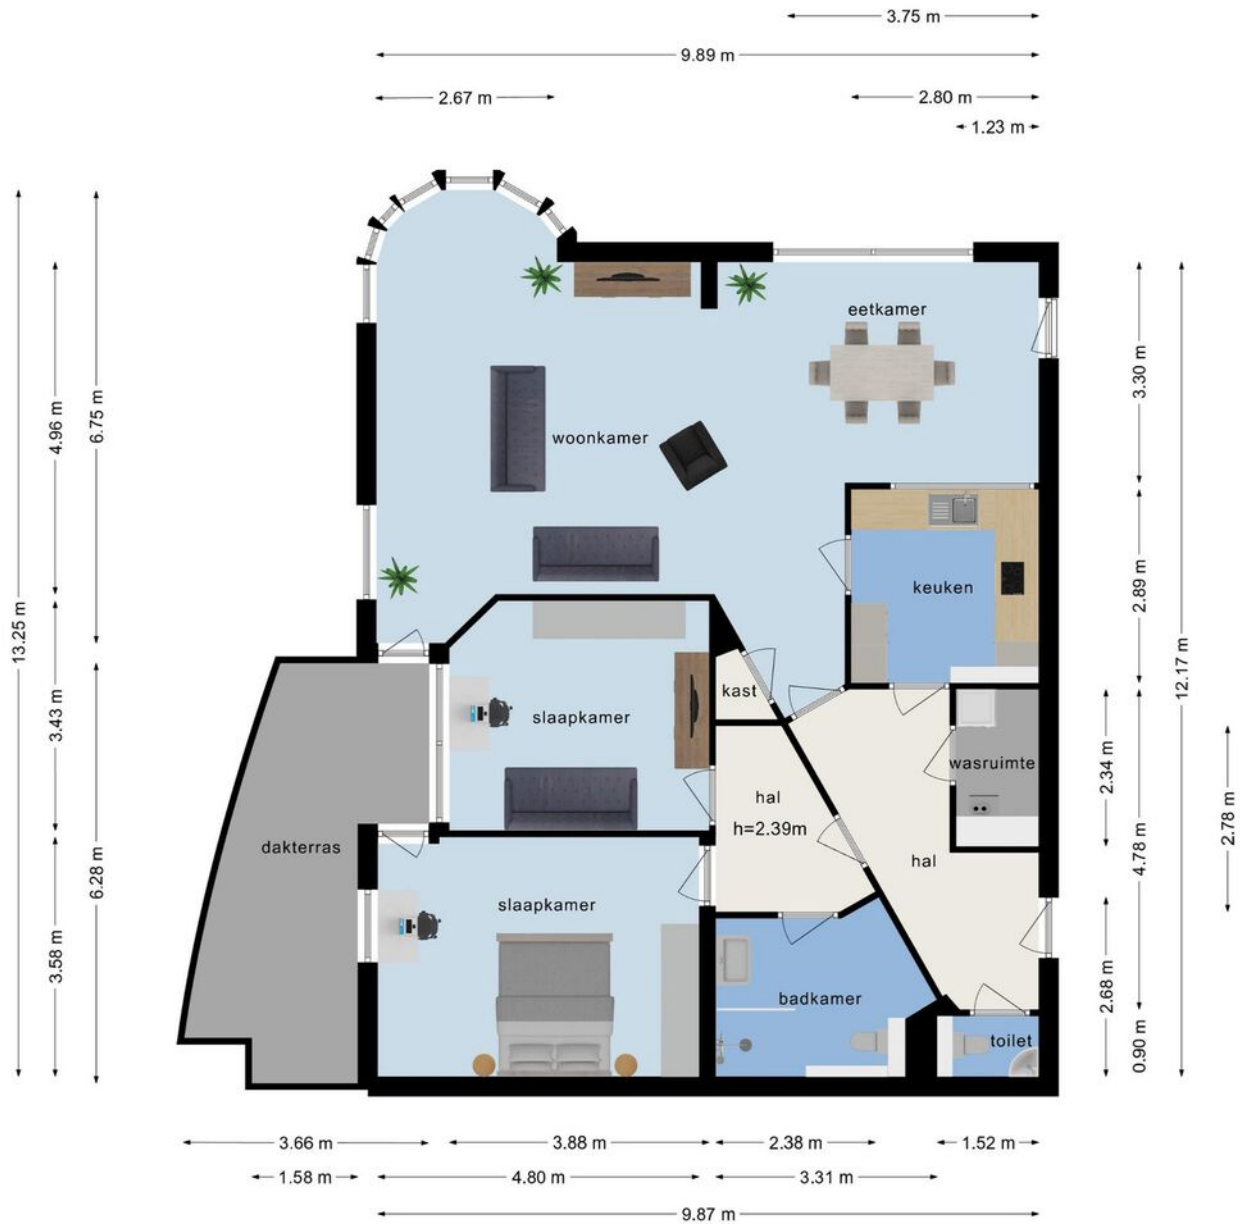 3.75 m
9.89 m
2.67 m
2.80 m
1.23 m
eetkamer
woonkamer
keuken
kast
slaapkamer
wasruimte
hal
h=2.39m
dakterras
hal
slaapkamer
badkamer
toilet
13.25 m
4.96 m
6.75 m
3.43 m
6.28 m
3.58 m
3.30 m
2.89 m
12.17 m
2.34 m
4.78 m
2.78 m
2.68 m
0.90 m
3.66 m
3.88 m
2.38 m
1.52 m
1.58 m
4.80 m
3.31 m
9.87 m